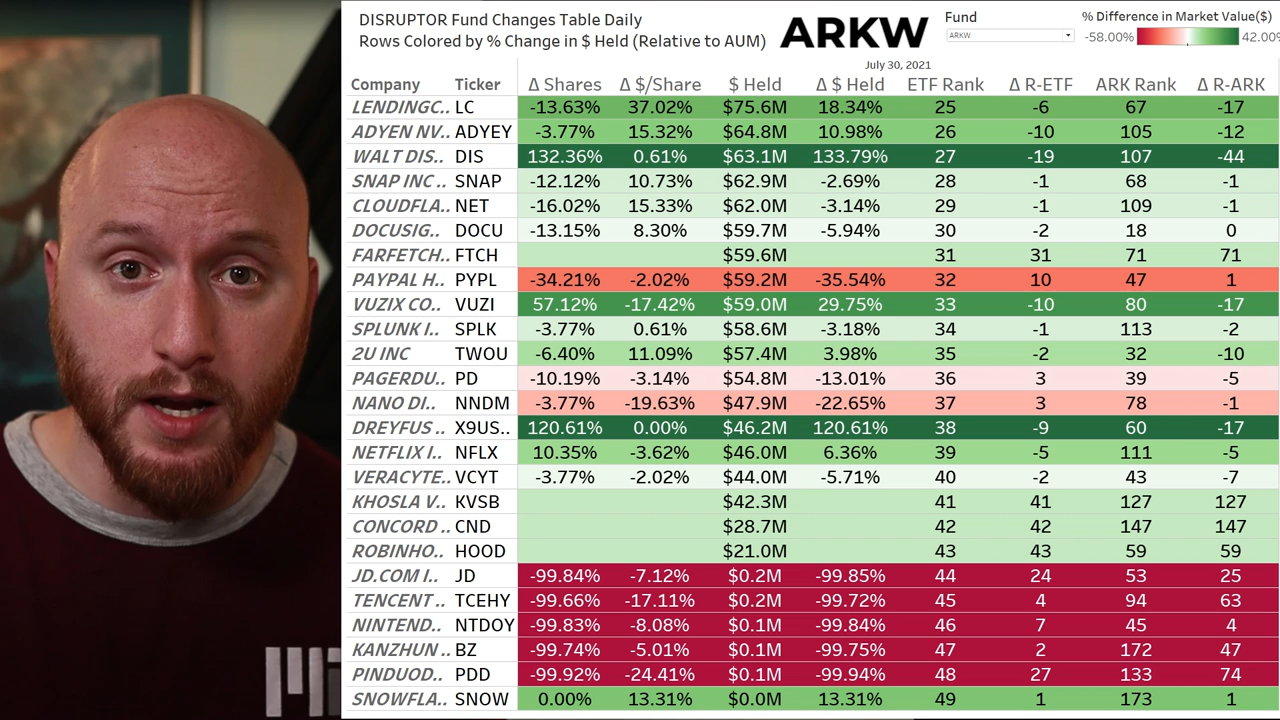 DISRUPTOR Fund Changes Table Daily
Rows Colored by % Change in $ Held (Relative to AUM)
ARKW
Fund
ARKW
% Difference in Market Value($)
-58.00% 42.00%
July 30, 2021
Company Ticker Δ Shares Δ $/Share $ Held Δ $ Held ETF Rank Δ R-ETF ARK Rank Δ R-ARK
LENDINGC.. LC -13.63% 37.02% $75.6M 18.34% 25 -6 67 -17
ADYEN NV.. ADYEY -3.77% 15.32% $64.8M 10.98% 26 -10 105 -12
WALT DIS.. DIS 132.36% 0.61% $63.1M 133.79% 27 -19 107 -44
SNAP INC .. SNAP -12.12% 10.73% $62.9M -2.69% 28 -1 68 -1
CLOUDFLA.. NET -16.02% 15.33% $62.0M -3.14% 29 -1 109 -1
DOCUSIG.. DOCU -13.15% 8.30% $59.7M -5.94% 30 -2 18 0
FARFETCH.. FTCH $59.6M 31 31 71 71
PAYPAL H.. PYPL -34.21% -2.02% $59.2M -35.54% 32 10 47 1
VUZIX CO.. VUZI 57.12% -17.42% $59.0M 29.75% 33 -10 80 -17
SPLUNK I.. SPLK -3.77% 0.61% $58.6M -3.18% 34 -1 113 -2
2U INC TWOU -6.40% 11.09% $57.4M 3.98% 35 -2 32 -10
PAGERDU.. PD -10.19% -3.14% $54.8M -13.01% 36 3 39 -5
NANO DI.. NNDM -3.77% -19.63% $47.9M -22.65% 37 3 78 -1
DREYFUS .. X9US.. 120.61% 0.00% $46.2M 120.61% 38 -9 60 -17
NETFLIX I.. NFLX 10.35% -3.62% $46.0M 6.36% 39 -5 111 -5
VERACYTE.. VCYT -3.77% -2.02% $44.0M -5.71% 40 -2 43 -7
KHOSLA V.. KVSB $42.3M 41 41 127 127
CONCORD .. CND $28.7M 42 42 147 147
ROBINHO.. HOOD $21.0M 43 43 59 59
JD.COM I.. JD -99.84% -7.12% $0.2M -99.85% 44 24 53 25
TENCENT .. TCEHY -99.66% -17.11% $0.2M -99.72% 45 4 94 63
NINTEND.. NTDOY -99.83% -8.08% $0.1M -99.84% 46 7 45 4
KANZHUN .. BZ -99.74% -5.01% $0.1M -99.75% 47 2 172 47
PINDUOD.. PDD -99.92% -24.41% $0.1M -99.94% 48 27 133 74
SNOWFLA.. SNOW 0.00% 13.31% $0.0M 13.31% 49 1 173 1